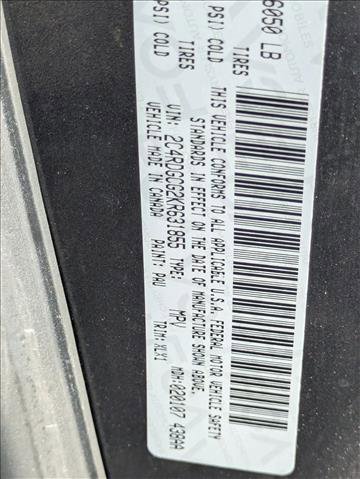 6050 LB
TIRES
PSI) COLD
TIRES
PSI) COLD
THIS VEHICLE CONFORMS TO ALL APPLICABLE U.S.A. FEDERAL MOTOR VEHICLE SAFETY
STANDARDS IN EFFECT ON THE DATE OF MANUFACTURE SHOWN ABOVE.
VIN: 2C4RDGCG2KR631855 TYPE: MPV MDH:020107 438AA
VEHICLE MADE IN CANADA PAINT: PAU TRIM:XLX1